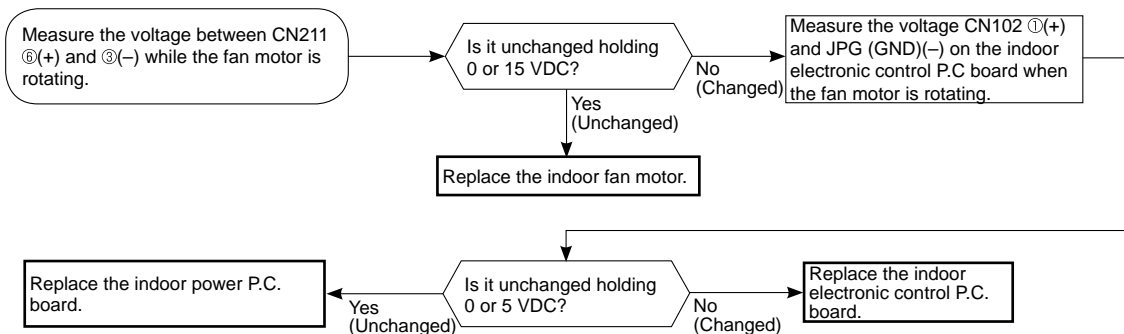 Measure the voltage between CN211
⑥(+) and ③(–) while the fan motor is
rotating.
Is it unchanged holding
0 or 15 VDC?
No
(Changed)
Measure the voltage CN102 ①(+)
and JPG (GND)(–) on the indoor
electronic control P.C board when
the fan motor is rotating.
Yes
(Unchanged)
Replace the indoor fan motor.
Is it unchanged holding
0 or 5 VDC?
Yes
(Unchanged)
Replace the indoor power P.C.
board.
No
(Changed)
Replace the indoor
electronic control P.C.
board.